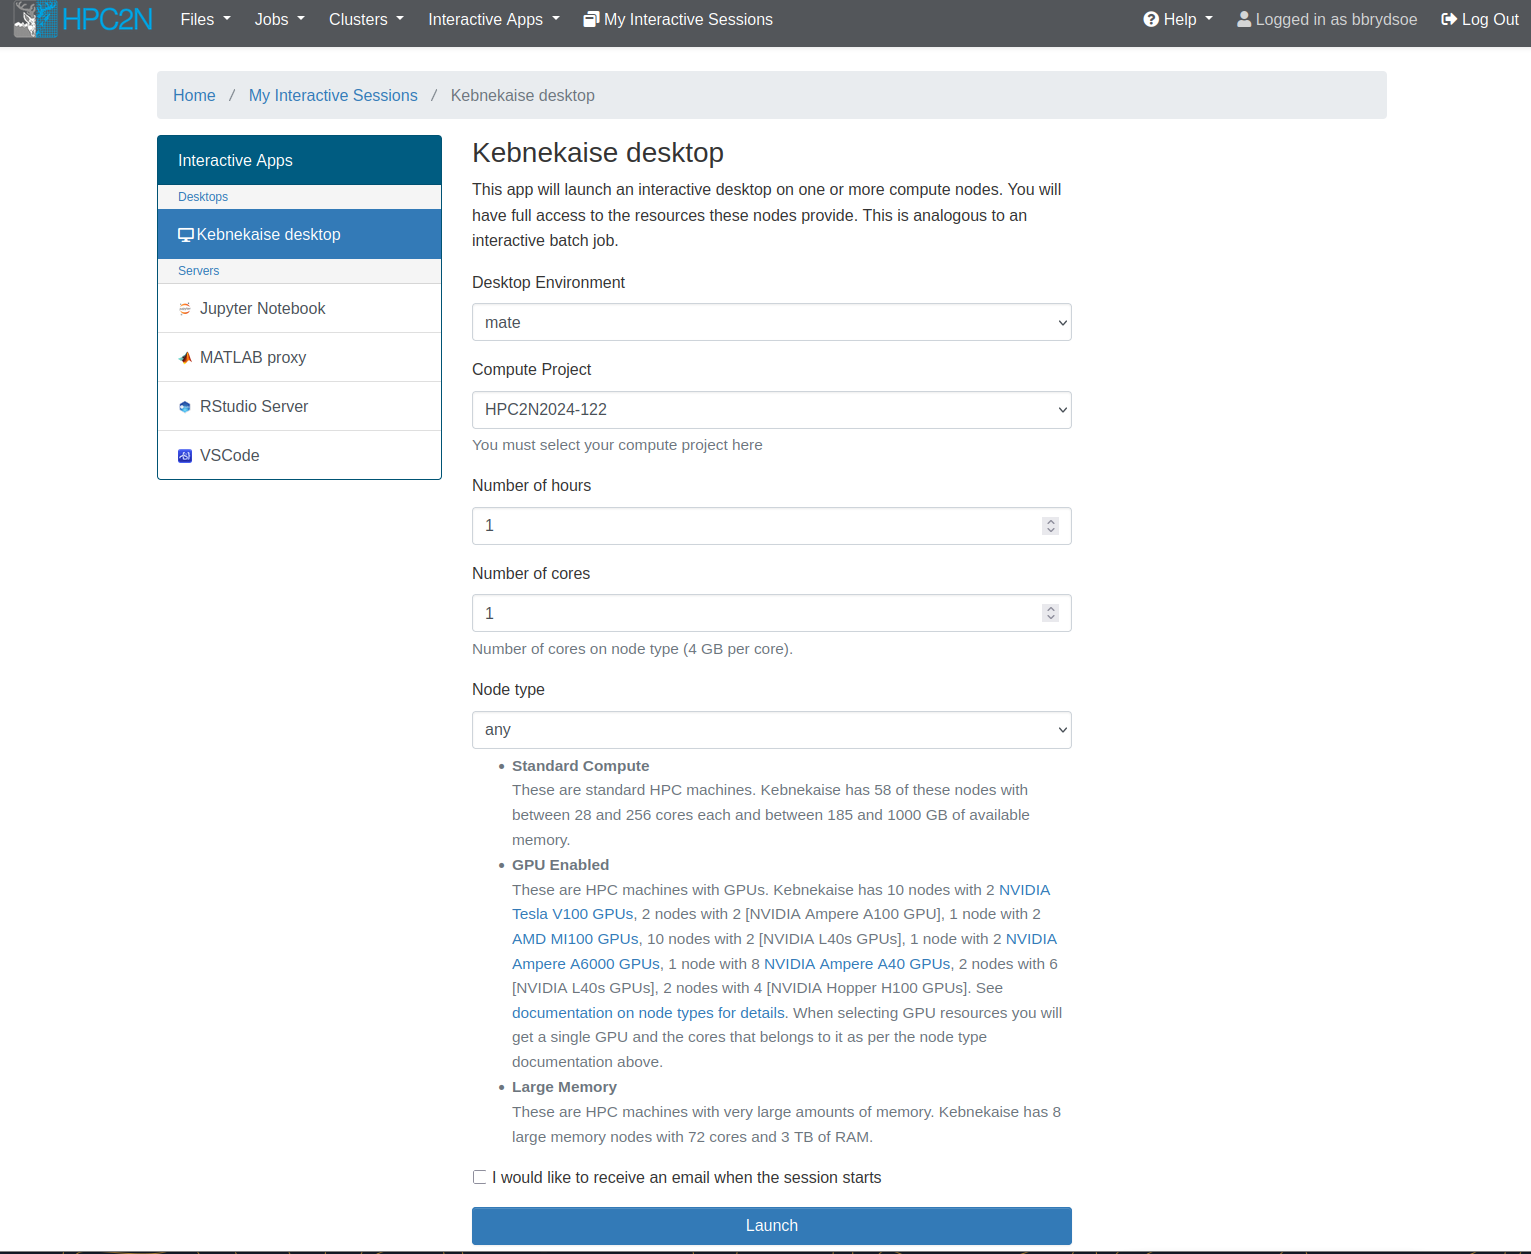 HPC2N Files Jobs Clusters Interactive Apps My Interactive Sessions Help Logged in as bbrydsoe Log Out
Home / My Interactive Sessions / Kebnekaise desktop
Interactive Apps
Desktops
Kebnekaise desktop
Servers
Jupyter Notebook
MATLAB proxy
RStudio Server
VSCode
Kebnekaise desktop
This app will launch an interactive desktop on one or more compute nodes. You will
have full access to the resources these nodes provide. This is analogous to an
interactive batch job.
Desktop Environment
mate
Compute Project
HPC2N2024-122
You must select your compute project here
Number of hours
1
Number of cores
1
Number of cores on node type (4 GB per core).
Node type
any
• Standard Compute
These are standard HPC machines. Kebnekaise has 58 of these nodes with
between 28 and 256 cores each and between 185 and 1000 GB of available
memory.
• GPU Enabled
These are HPC machines with GPUs. Kebnekaise has 10 nodes with 2 NVIDIA
Tesla V100 GPUs, 2 nodes with 2 [NVIDIA Ampere A100 GPU], 1 node with 2
AMD MI100 GPUs, 10 nodes with 2 [NVIDIA L40s GPUs], 1 node with 2 NVIDIA
Ampere A6000 GPUs, 1 node with 8 NVIDIA Ampere A40 GPUs, 2 nodes with 6
[NVIDIA L40s GPUs], 2 nodes with 4 [NVIDIA Hopper H100 GPUs]. See
documentation on node types for details. When selecting GPU resources you will
get a single GPU and the cores that belongs to it as per the node type
documentation above.
• Large Memory
These are HPC machines with very large amounts of memory. Kebnekaise has 8
large memory nodes with 72 cores and 3 TB of RAM.
I would like to receive an email when the session starts
Launch